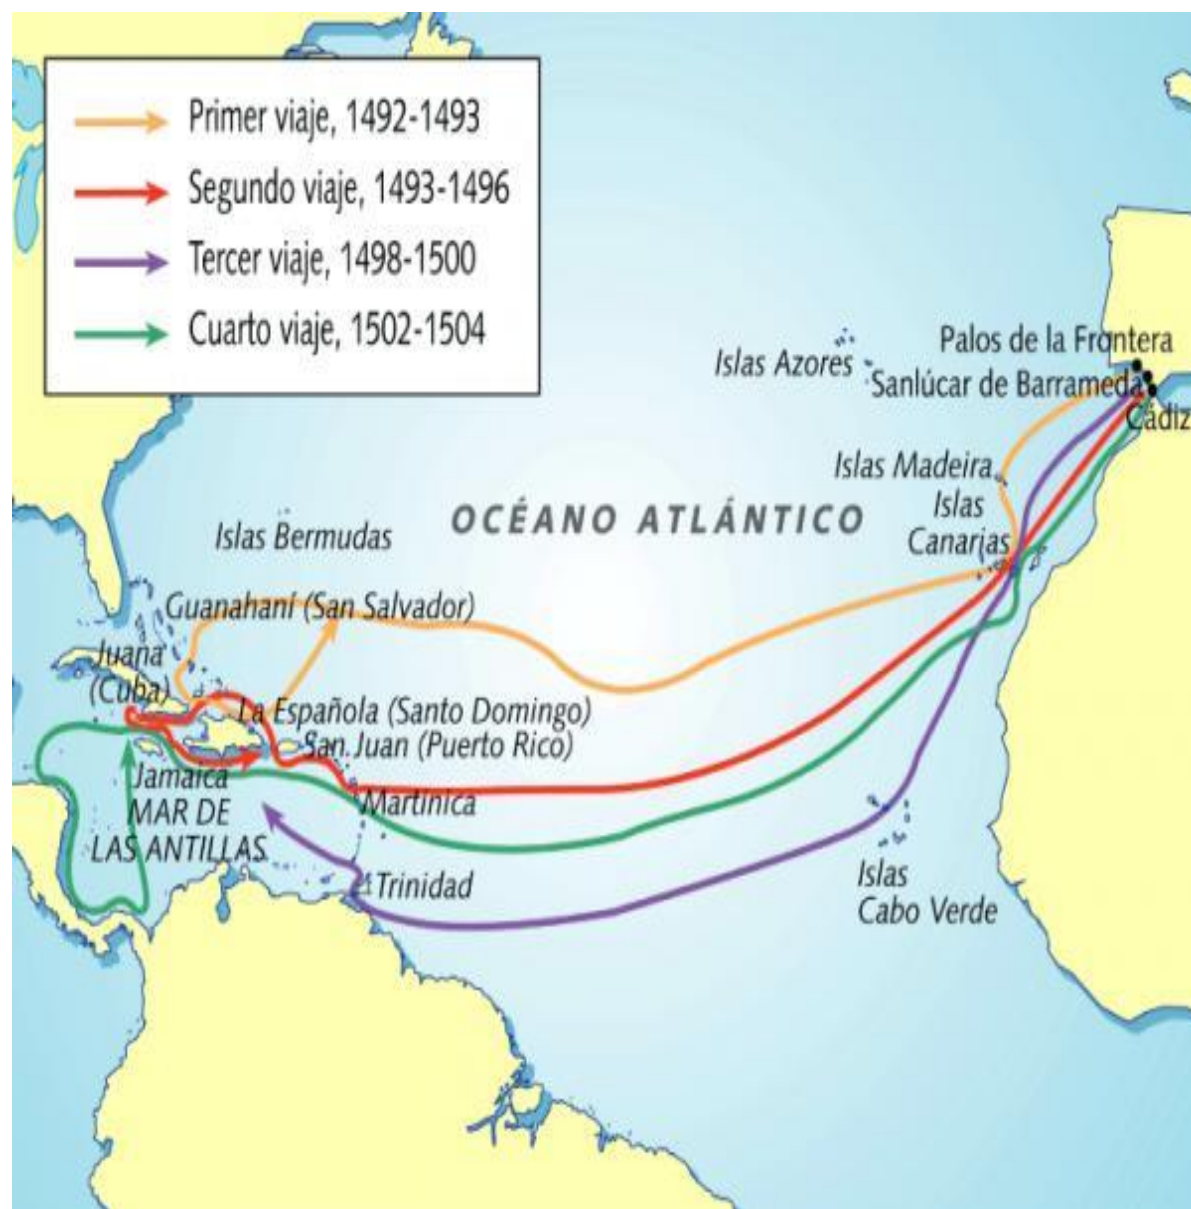 Primer viaje, 1492-1493
Segundo viaje, 1493-1496
Tercer viaje, 1498-1500
Cuarto viaje, 1502-1504
Palos de la Frontera
Islas Azores
Sanlúcar de Barrameda
Cádiz
Islas Madeira
Islas
Canarias
OCÉANO ATLÁNTICO
Islas Bermudas
Guanahaní (San Salvador)
Juana
(Cuba)
La Española (Santo Domingo)
San Juan (Puerto Rico)
Jamaica
Martinica
MAR DE
LAS ANTILLAS
Trinidad
Islas
Cabo Verde